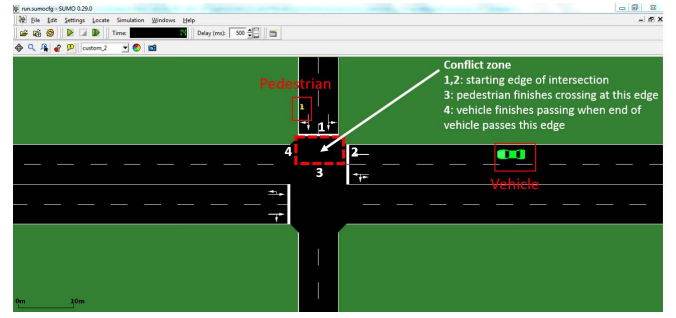 run.sumocfg - SUMO 0.29.0
File Edit Settings Locate Simulation Windows Help
Time: Delay (ms): 500
custom_2
Conflict zone
1,2: starting edge of intersection
3: pedestrian finishes crossing at this edge
4: vehicle finishes passing when end of
vehicle passes this edge
Pedestrian
1
1
4
2
3
Vehicle
0m 10m